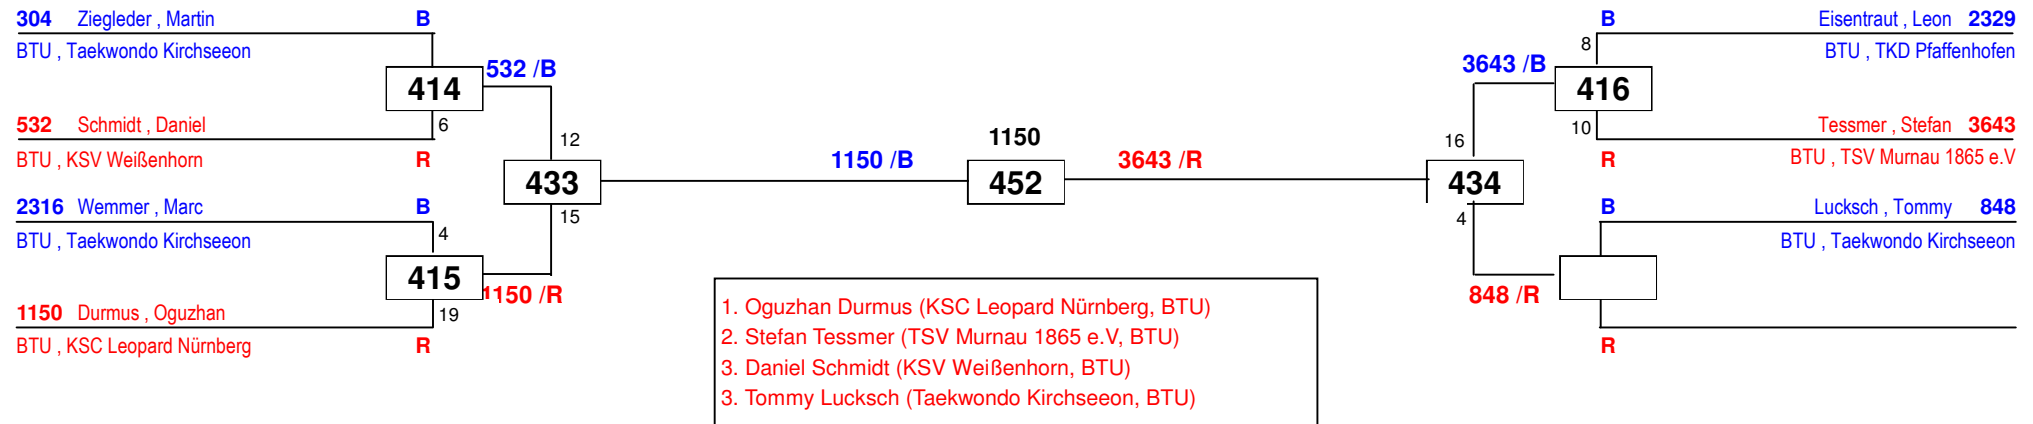 304 Ziegleder , Martin B
BTU , Taekwondo Kirchseeon
414
532 /B
6
532 Schmidt , Daniel
BTU , KSV Weißenhorn R
12
433
15
2316 Wemmer , Marc B
BTU , Taekwondo Kirchseeon
4
415
1150 /R
19
1150 Durmus , Oguzhan
BTU , KSC Leopard Nürnberg R
1150 /B
1150
452
3643 /R
B Eisentraut , Leon 2329
8 BTU , TKD Pfaffenhofen
3643 /B
416
10
Tessmer , Stefan 3643
R BTU , TSV Murnau 1865 e.V
16
434
4
B Lucksch , Tommy 848
BTU , Taekwondo Kirchseeon
848 /R
R
1. Oguzhan Durmus (KSC Leopard Nürnberg, BTU)
2. Stefan Tessmer (TSV Murnau 1865 e.V, BTU)
3. Daniel Schmidt (KSV Weißenhorn, BTU)
3. Tommy Lucksch (Taekwondo Kirchseeon, BTU)